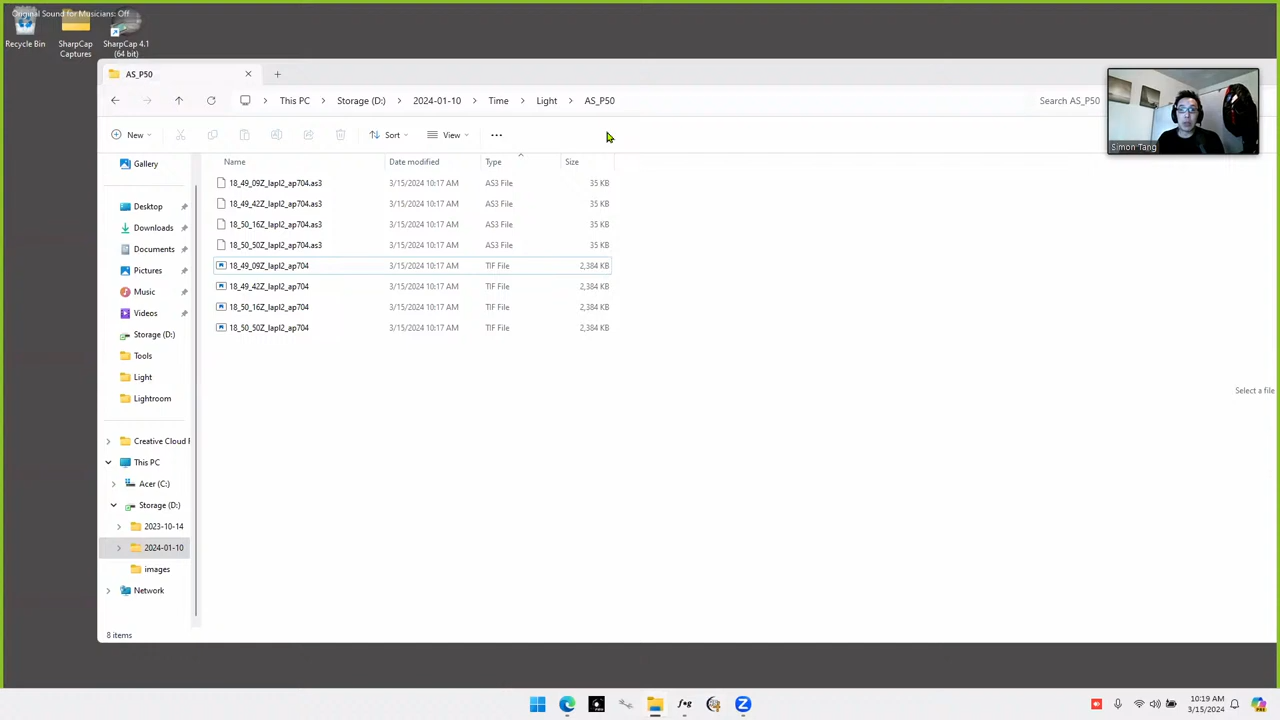 Original Sound for Musicians: Off
Recycle Bin
SharpCap Captures
SharpCap 4.1 (64 bit)
AS_P50
This PC > Storage (D:) > 2024-01-10 > Time > Light > AS_P50
Search AS_P50
New
Sort
View
Simon Tang
Name Date modified Type Size
18_49_09Z_lapl2_ap704.as3 3/15/2024 10:17 AM AS3 File 35 KB
18_49_42Z_lapl2_ap704.as3 3/15/2024 10:17 AM AS3 File 35 KB
18_50_16Z_lapl2_ap704.as3 3/15/2024 10:17 AM AS3 File 35 KB
18_50_50Z_lapl2_ap704.as3 3/15/2024 10:17 AM AS3 File 35 KB
18_49_09Z_lapl2_ap704 3/15/2024 10:17 AM TIF File 2,384 KB
18_49_42Z_lapl2_ap704 3/15/2024 10:17 AM TIF File 2,384 KB
18_50_16Z_lapl2_ap704 3/15/2024 10:17 AM TIF File 2,384 KB
18_50_50Z_lapl2_ap704 3/15/2024 10:17 AM TIF File 2,384 KB
Gallery
Desktop
Downloads
Documents
Pictures
Music
Videos
Storage (D:)
Tools
Light
Lightroom
Creative Cloud F
This PC
Acer (C:)
Storage (D:)
2023-10-14
2024-01-10
images
Network
Select a file
8 items
10:19 AM
3/15/2024